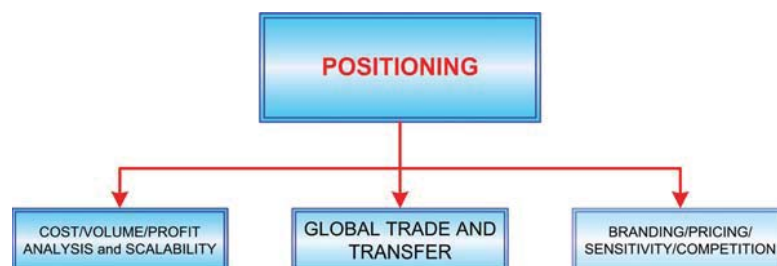 POSITIONING
COST/VOLUME/PROFIT
ANALYSIS and SCALABILITY
GLOBAL TRADE AND
TRANSFER
BRANDING/PRICING/
SENSITIVITY/COMPETITION